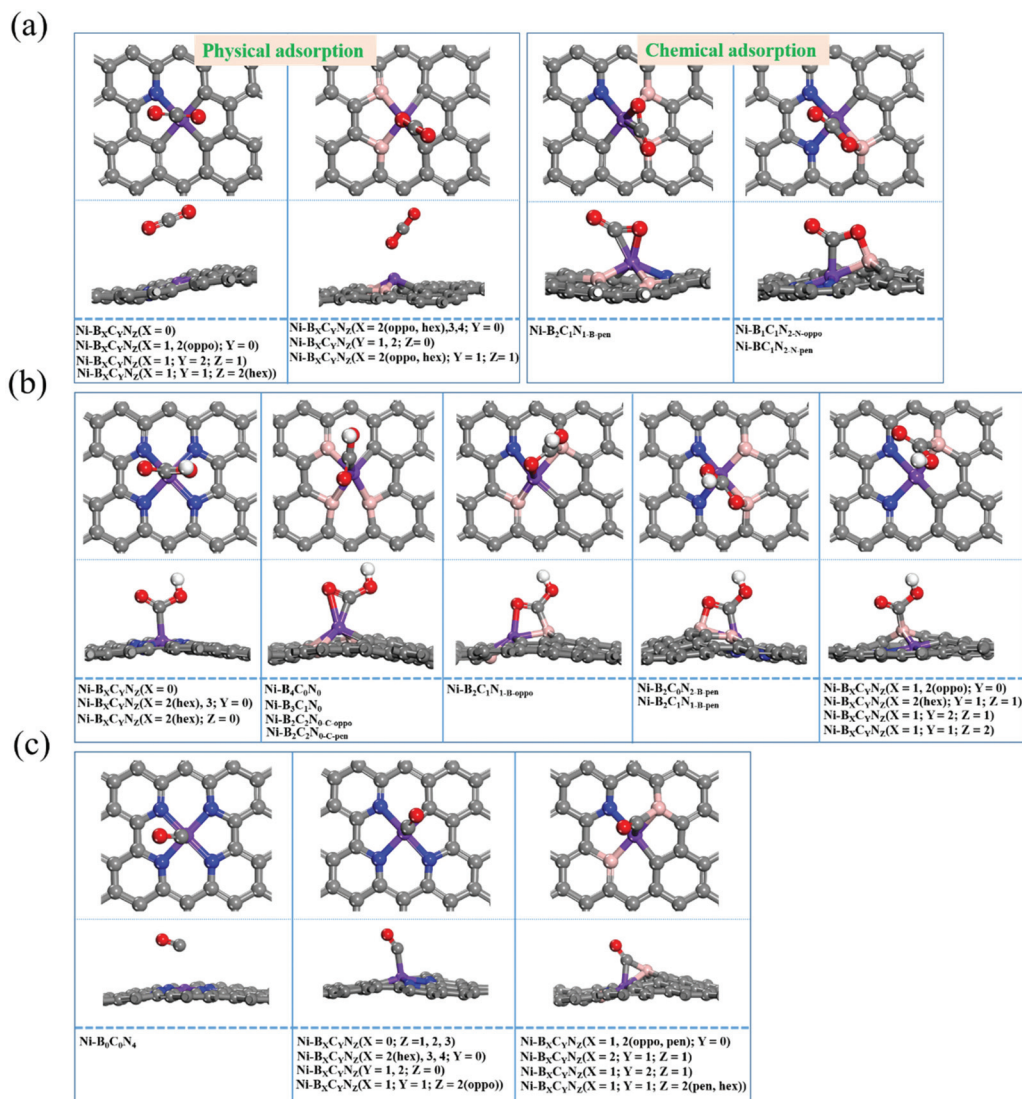 (a)
Physical adsorption
Chemical adsorption
Ni-BXCYNZ(X = 0)
Ni-BXCYNZ(X = 1, 2(oppo); Y = 0)
Ni-BXCYNZ(X = 1; Y = 2; Z = 1)
Ni-BXCYNZ(X = 1; Y = 1; Z = 2(hex))
Ni-BXCYNZ(X = 2(oppo, hex),3,4; Y = 0)
Ni-BXCYNZ(Y = 1, 2; Z = 0)
Ni-BXCYNZ(X = 2(oppo, hex); Y = 1; Z = 1)
Ni-B2C1N1-B-pen
Ni-B1C1N2-N-oppo
Ni-BC1N2-N-pen
(b)
Ni-BXCYNZ(X = 0)
Ni-BXCYNZ(X = 2(hex), 3; Y = 0)
Ni-BXCYNZ(X = 2(hex); Z = 0)
Ni-B4C0N0
Ni-B3C1N0
Ni-B2C2N0-C-oppo
Ni-B2C2N0-C-pen
Ni-B2C1N1-B-oppo
Ni-B2C0N2-B-pen
Ni-B2C1N1-B-pen
Ni-BXCYNZ(X = 1, 2(oppo); Y = 0)
Ni-BXCYNZ(X = 2(hex); Y = 1; Z = 1)
Ni-BXCYNZ(X = 1; Y = 2; Z = 1)
Ni-BXCYNZ(X = 1; Y = 1; Z = 2)
(c)
Ni-B0C0N4
Ni-BXCYNZ(X = 0; Z =1, 2, 3)
Ni-BXCYNZ(X = 2(hex), 3, 4; Y = 0)
Ni-BXCYNZ(Y = 1, 2; Z = 0)
Ni-BXCYNZ(X = 1; Y = 1; Z = 2(oppo))
Ni-BXCYNZ(X = 1, 2(oppo, pen); Y = 0)
Ni-BXCYNZ(X = 2; Y = 1; Z = 1)
Ni-BXCYNZ(X = 1; Y = 2; Z = 1)
Ni-BXCYNZ(X = 1; Y = 1; Z = 2(pen, hex))